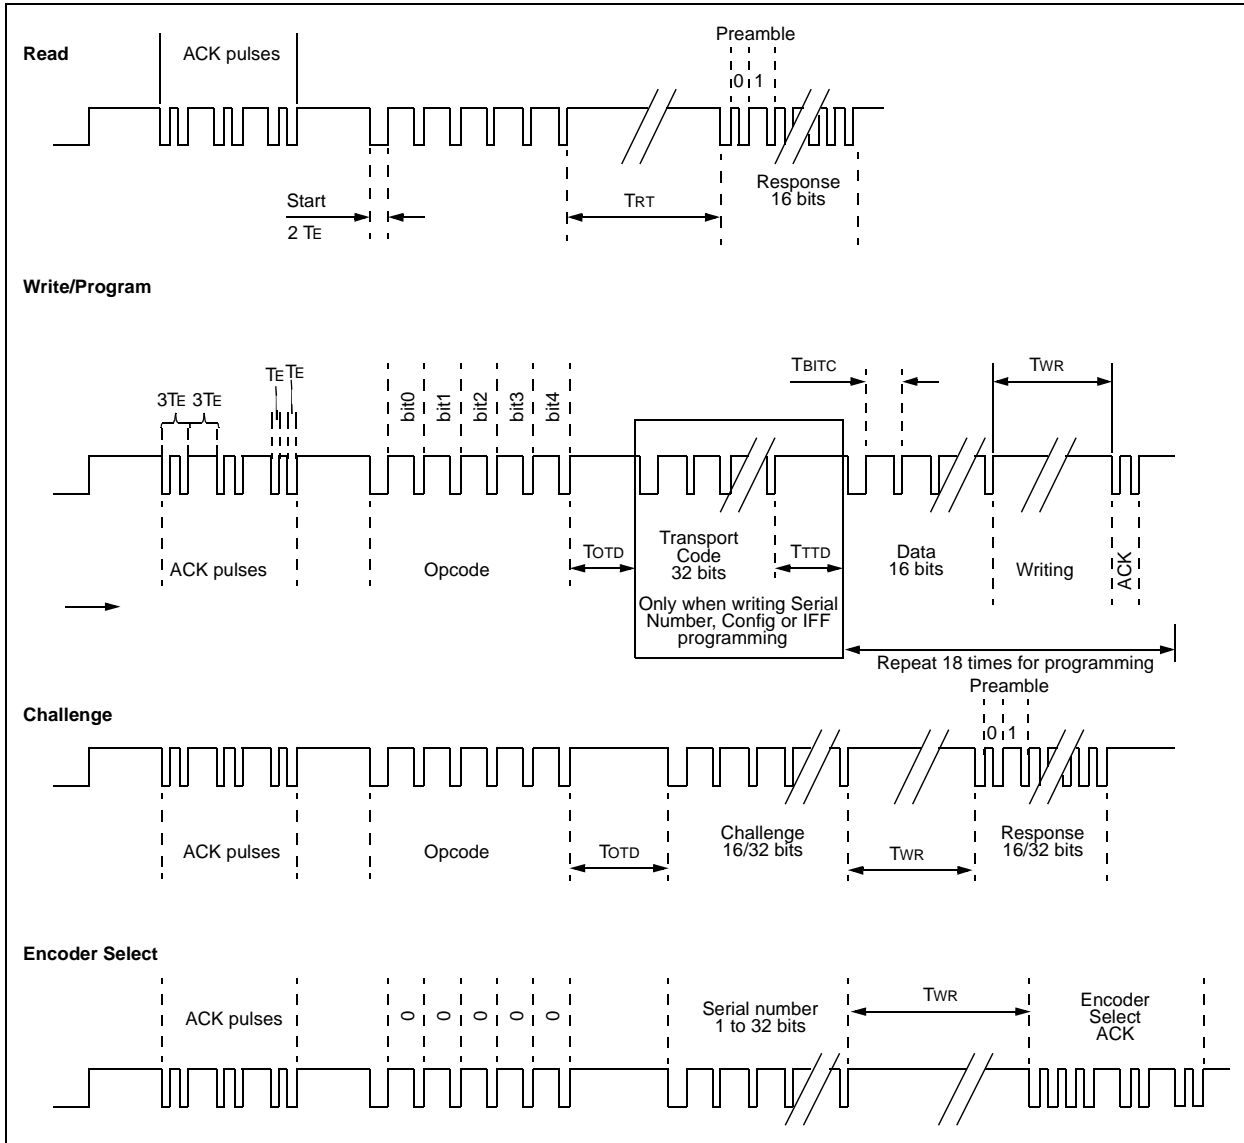 Read
ACK pulses
Preamble
0 1
Start
2 TE
TRT
Response
16 bits
Write/Program
3TE 3TE
TE TE
bit0
bit1
bit2
bit3
bit4
TBITC
TWR
ACK pulses
Opcode
TOTD
Transport
Code
32 bits
TTTD
Only when writing Serial
Number, Config or IFF
programming
Data
16 bits
Writing
ACK
Repeat 18 times for programming
Challenge
Preamble
0 1
ACK pulses
Opcode
TOTD
Challenge
16/32 bits
TWR
Response
16/32 bits
Encoder Select
ACK pulses
0 0 0 0 0
Serial number
1 to 32 bits
TWR
Encoder
Select
ACK